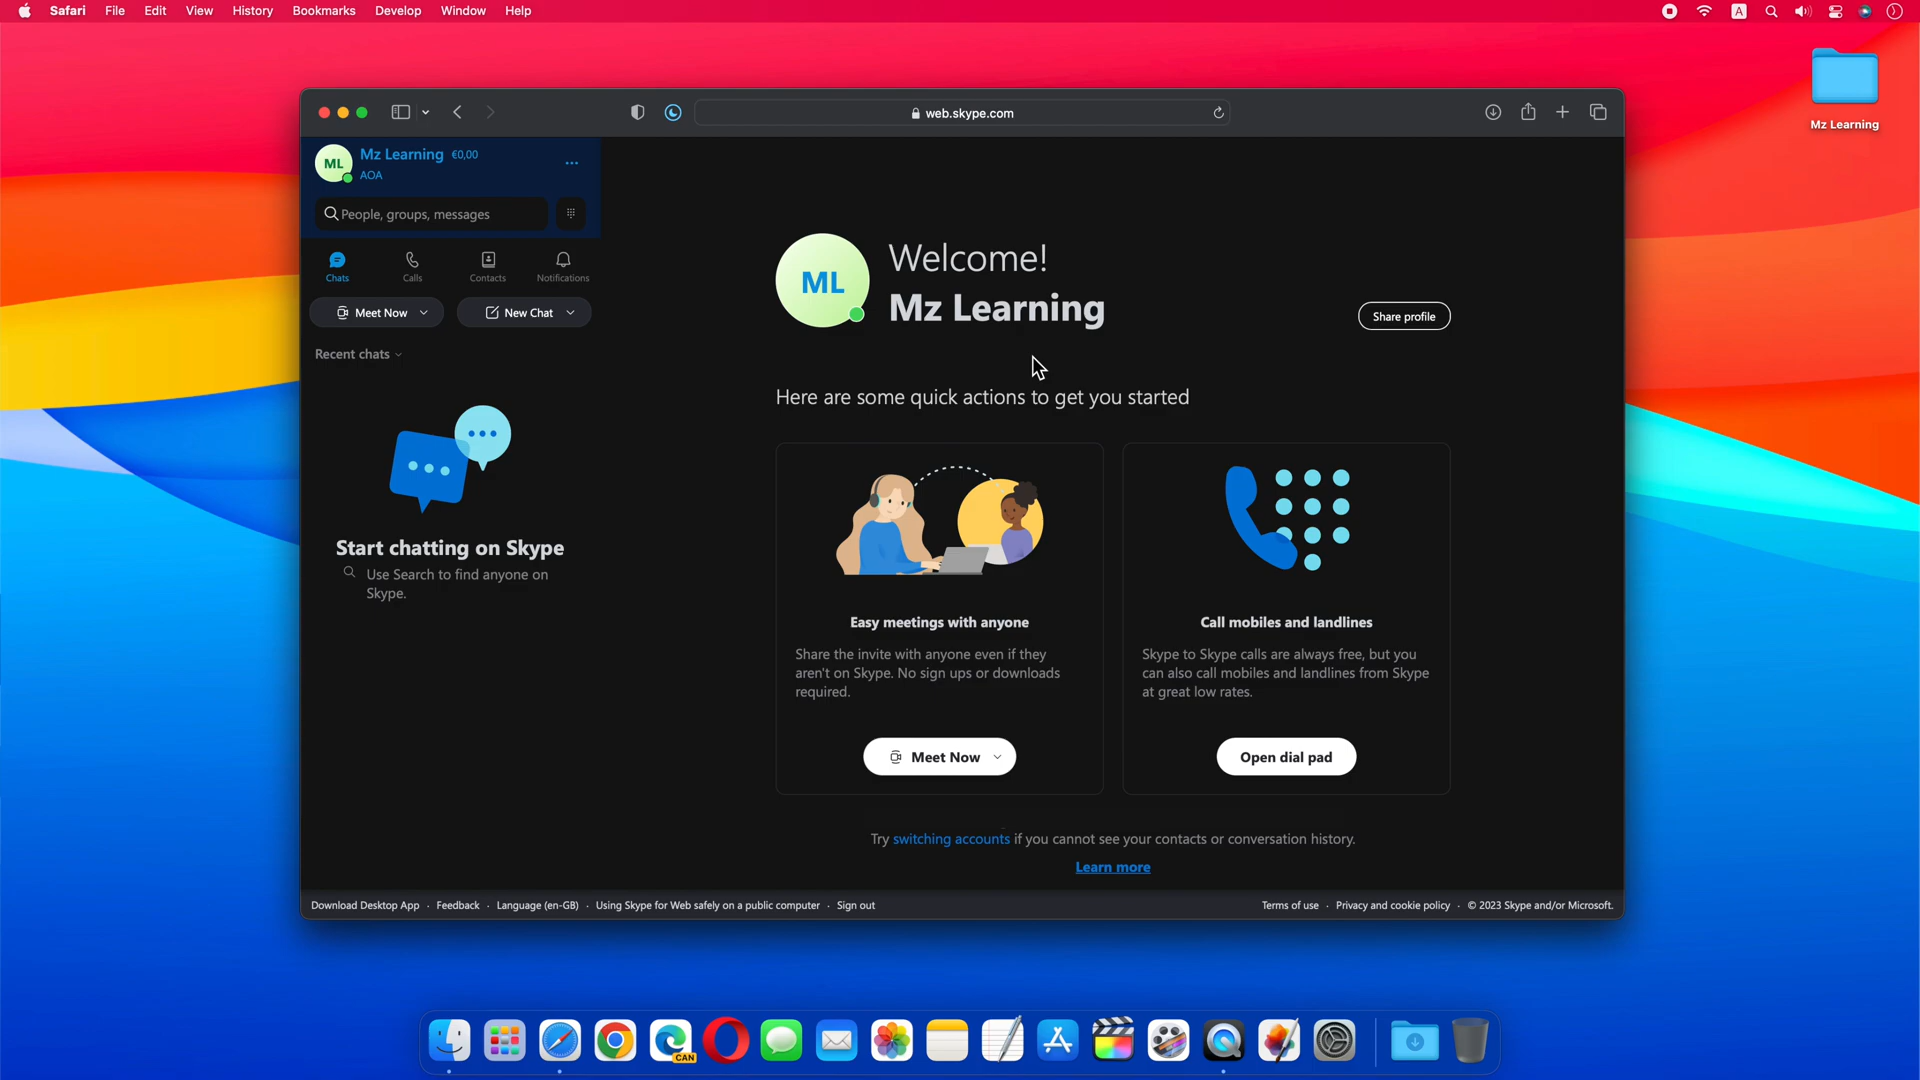 Safari File Edit View History Bookmarks Develop Window Help
A
Mz Learning
web.skype.com
ML
Mz Learning €0,00
AOA
People, groups, messages
Chats Calls Contacts Notifications
Meet Now New Chat
Recent chats
Start chatting on Skype
Use Search to find anyone on
Skype.
ML
Welcome!
Mz Learning
Share profile
Here are some quick actions to get you started
Easy meetings with anyone
Share the invite with anyone even if they
aren't on Skype. No sign ups or downloads
required.
Meet Now
Call mobiles and landlines
Skype to Skype calls are always free, but you
can also call mobiles and landlines from Skype
at great low rates.
Open dial pad
Try switching accounts if you cannot see your contacts or conversation history.
Learn more
Download Desktop App · Feedback · Language (en-GB) · Using Skype for Web safely on a public computer · Sign out
Terms of use · Privacy and cookie policy · © 2023 Skype and/or Microsoft.
CAN